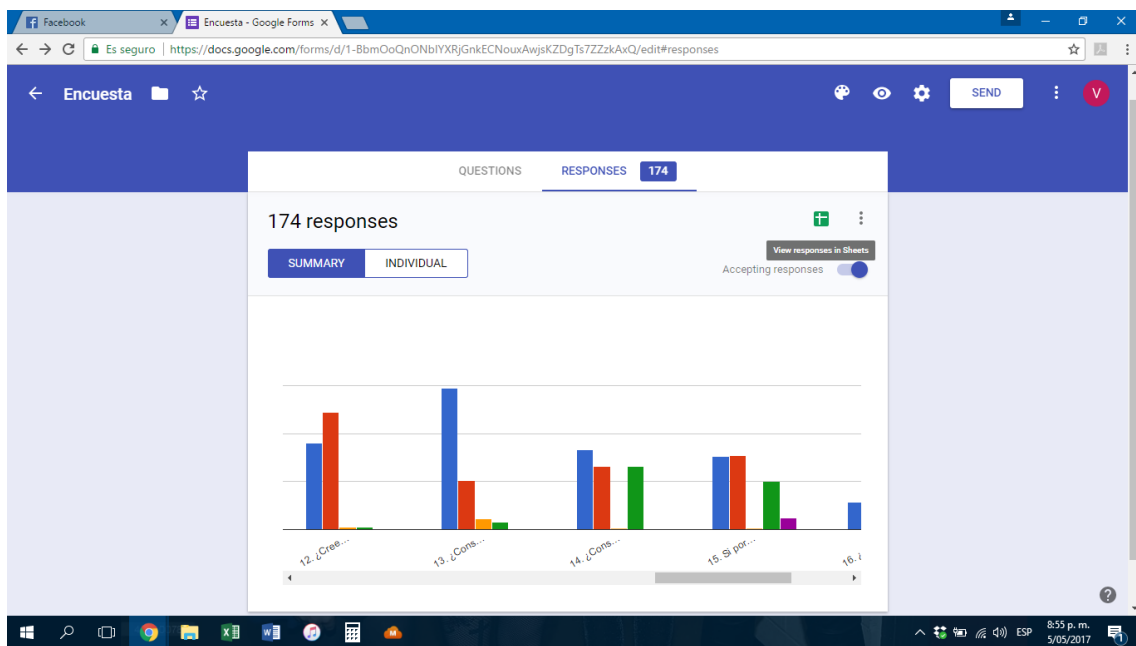 Facebook
Encuesta - Google Forms
Es seguro
https://docs.google.com/forms/d/1-BbmOoQnONbIYXRjGnkECNouxAwjsKZDgTs7ZZzkAxQ/edit#responses
Encuesta
SEND
V
QUESTIONS
RESPONSES
174
174 responses
View responses in Sheets
SUMMARY
INDIVIDUAL
Accepting responses
12. ¿Cree...
13. ¿Cons...
14. ¿Cons...
15. Si por...
16. ¿
ESP
8:55 p. m.
5/05/2017